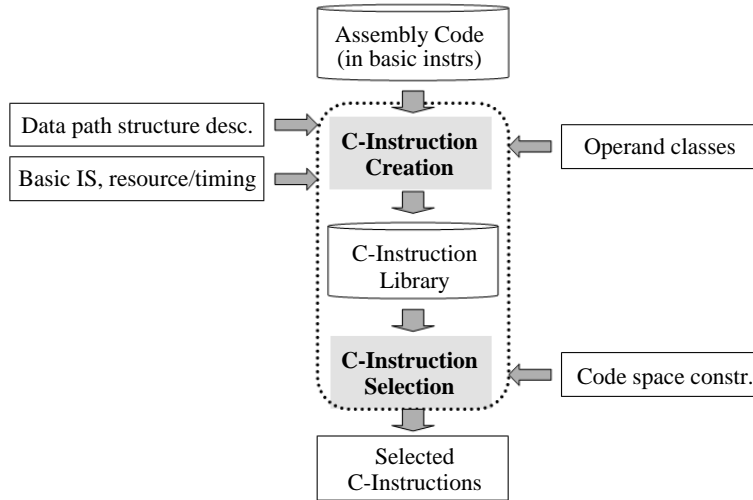 Assembly Code
(in basic instrs)
Data path structure desc.
C-Instruction
Creation
Operand classes
Basic IS, resource/timing
C-Instruction
Library
C-Instruction
Selection
Code space constr.
Selected
C-Instructions